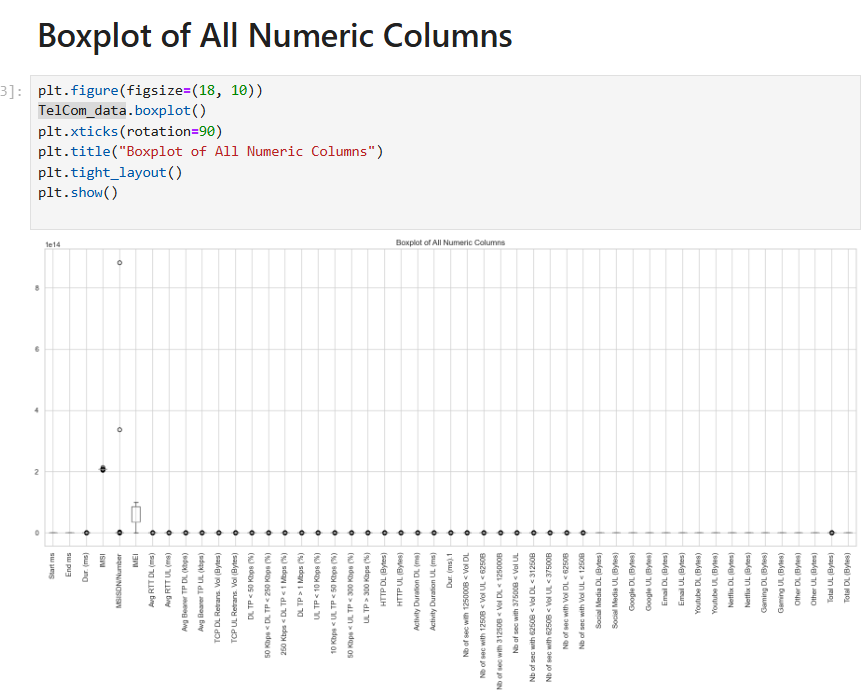 Boxplot of All Numeric Columns
3]:
plt.figure(figsize=(18, 10))
TelCom_data.boxplot()
plt.xticks(rotation=90)
plt.title("Boxplot of All Numeric Columns")
plt.tight_layout()
plt.show()
1e14
Boxplot of All Numeric Columns
8
6
4
2
0
Start ms
End ms
Dur. (ms)
IMSI
MSISDN/Number
IMEI
Avg RTT DL (ms)
Avg RTT UL (ms)
Avg Bearer TP DL (kbps)
Avg Bearer TP UL (kbps)
TCP DL Retrans. Vol (Bytes)
TCP UL Retrans. Vol (Bytes)
DL TP < 50 Kbps (%)
50 Kbps < DL TP < 250 Kbps (%)
250 Kbps < DL TP < 1 Mbps (%)
DL TP > 1 Mbps (%)
UL TP < 10 Kbps (%)
10 Kbps < UL TP < 50 Kbps (%)
50 Kbps < UL TP < 300 Kbps (%)
UL TP > 300 Kbps (%)
HTTP DL (Bytes)
HTTP UL (Bytes)
Activity Duration DL (ms)
Activity Duration UL (ms)
Dur. (ms).1
Nb of sec with 125000B < Vol DL
Nb of sec with 1250B < Vol UL < 6250B
Nb of sec with 31250B < Vol DL < 125000B
Nb of sec with 37500B < Vol UL
Nb of sec with 6250B < Vol DL < 31250B
Nb of sec with 6250B < Vol UL < 37500B
Nb of sec with Vol DL < 6250B
Nb of sec with Vol UL < 1250B
Social Media DL (Bytes)
Social Media UL (Bytes)
Google DL (Bytes)
Google UL (Bytes)
Email DL (Bytes)
Email UL (Bytes)
Youtube DL (Bytes)
Youtube UL (Bytes)
Netflix DL (Bytes)
Netflix UL (Bytes)
Gaming DL (Bytes)
Gaming UL (Bytes)
Other DL (Bytes)
Other UL (Bytes)
Total UL (Bytes)
Total DL (Bytes)